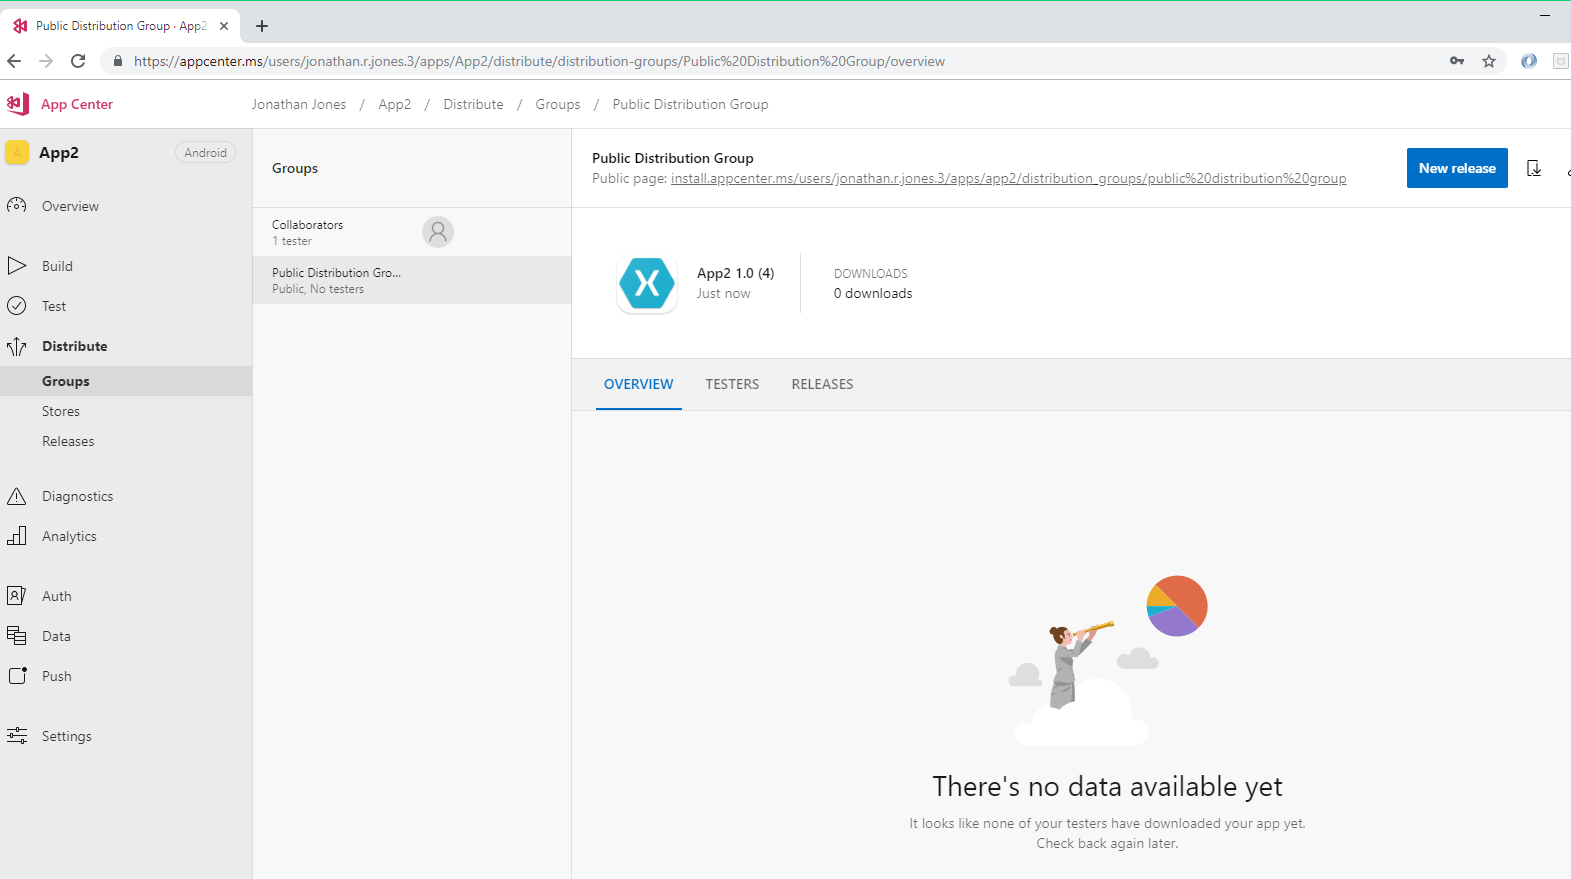 Public Distribution Group · App2
https://appcenter.ms/users/jonathan.r.jones.3/apps/App2/distribute/distribution-groups/Public%20Distribution%20Group/overview
App Center
Jonathan Jones / App2 / Distribute / Groups / Public Distribution Group
A App2 Android
Overview
Build
Test
Distribute
Groups
Stores
Releases
Diagnostics
Analytics
Auth
Data
Push
Settings
Groups
Collaborators
1 tester
Public Distribution Gro...
Public, No testers
Public Distribution Group
Public page: install.appcenter.ms/users/jonathan.r.jones.3/apps/app2/distribution_groups/public%20distribution%20group
New release
App2 1.0 (4)
Just now
DOWNLOADS
0 downloads
OVERVIEW TESTERS RELEASES
There's no data available yet
It looks like none of your testers have downloaded your app yet.
Check back again later.